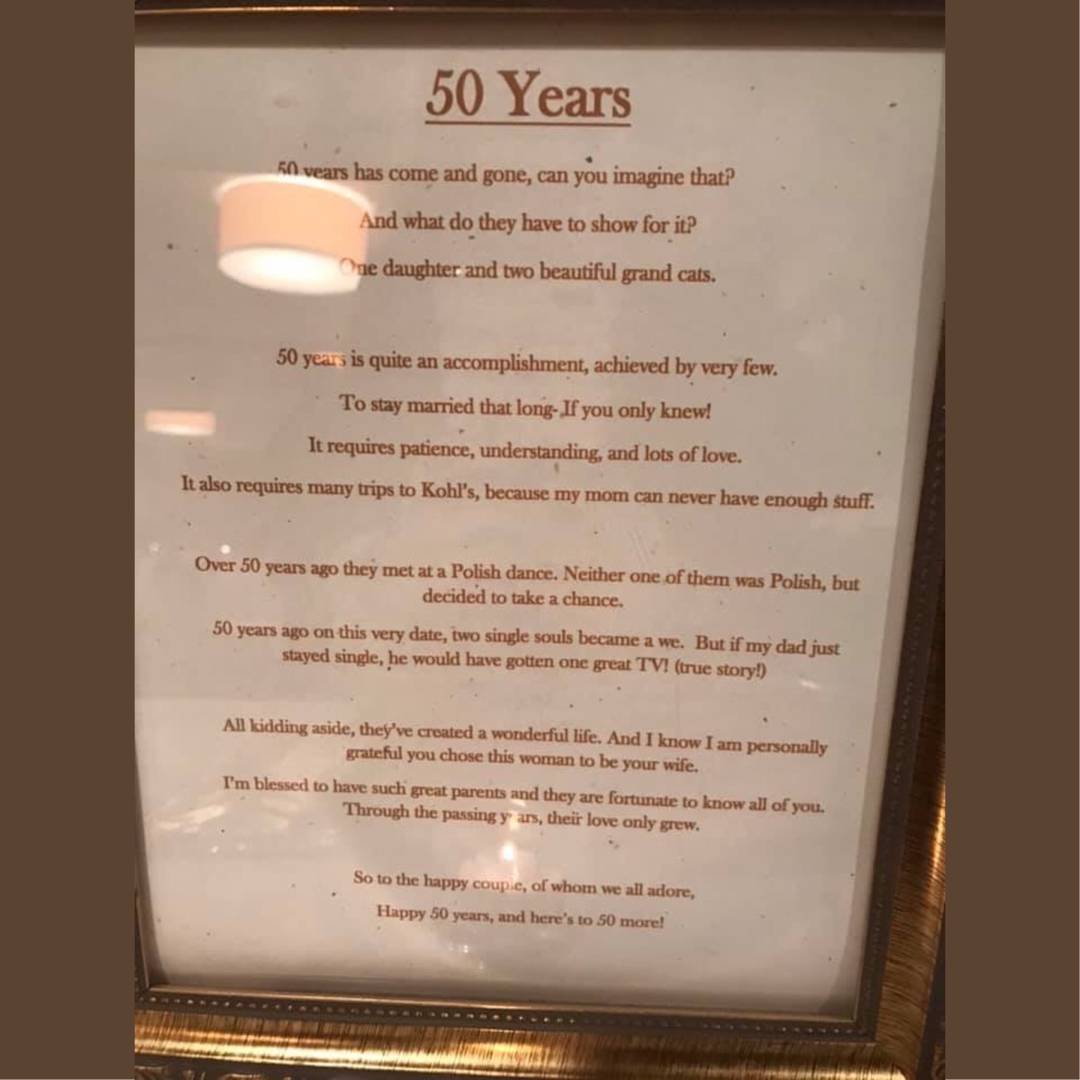 50 Years
50 years has come and gone, can you imagine that?
And what do they have to show for it?
One daughter and two beautiful grand cats.
50 years is quite an accomplishment, achieved by very few.
To stay married that long- If you only knew!
It requires patience, understanding, and lots of love.
It also requires many trips to Kohl's, because my mom can never have enough stuff.
Over 50 years ago they met at a Polish dance. Neither one of them was Polish, but
decided to take a chance.
50 years ago on this very date, two single souls became a we. But if my dad just
stayed single, he would have gotten one great TV! (true story!)
All kidding aside, they've created a wonderful life. And I know I am personally
grateful you chose this woman to be your wife.
I'm blessed to have such great parents and they are fortunate to know all of you.
Through the passing years, their love only grew.
So to the happy couple, of whom we all adore,
Happy 50 years, and here's to 50 more!